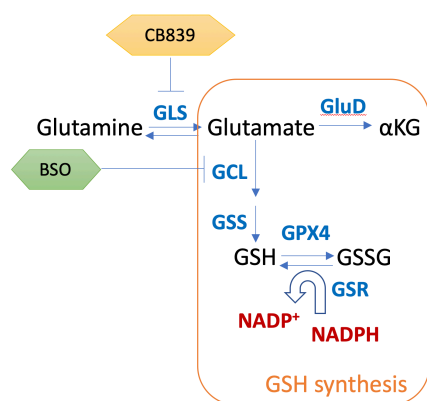 CB839
GLS
GluD
Glutamine
Glutamate
αKG
BSO
GCL
GSS
GPX4
GSH
GSSG
GSR
NADP⁺
NADPH
GSH synthesis